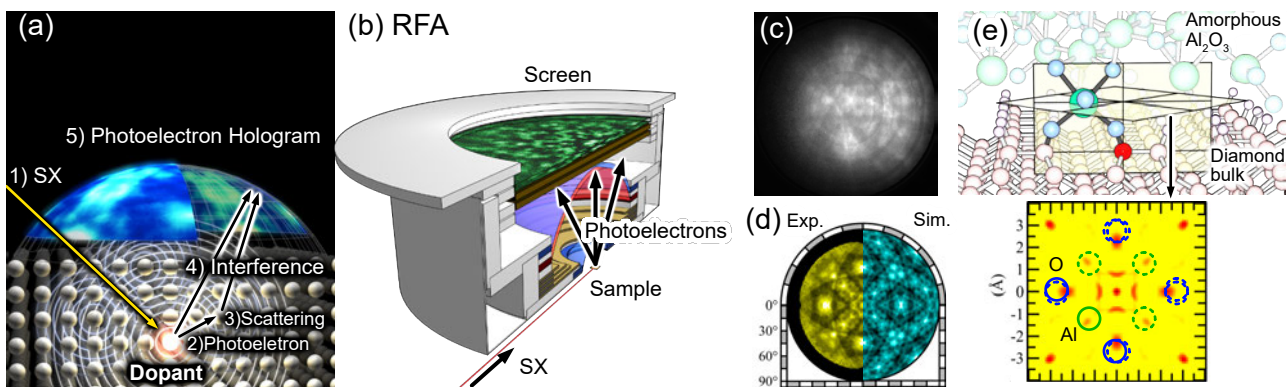 (a)
5) Photoelectron Hologram
1) SX
4) Interference
3)Scattering
2)Photoeletron
Dopant
(b) RFA
Screen
Photoelectrons
Sample
SX
(c)
(d)
Exp.
Sim.
0°
30°
60°
90°
(e)
Amorphous
Al2O3
Diamond
bulk
(Å)
3
2
1
0
-1
-2
-3
O
Al